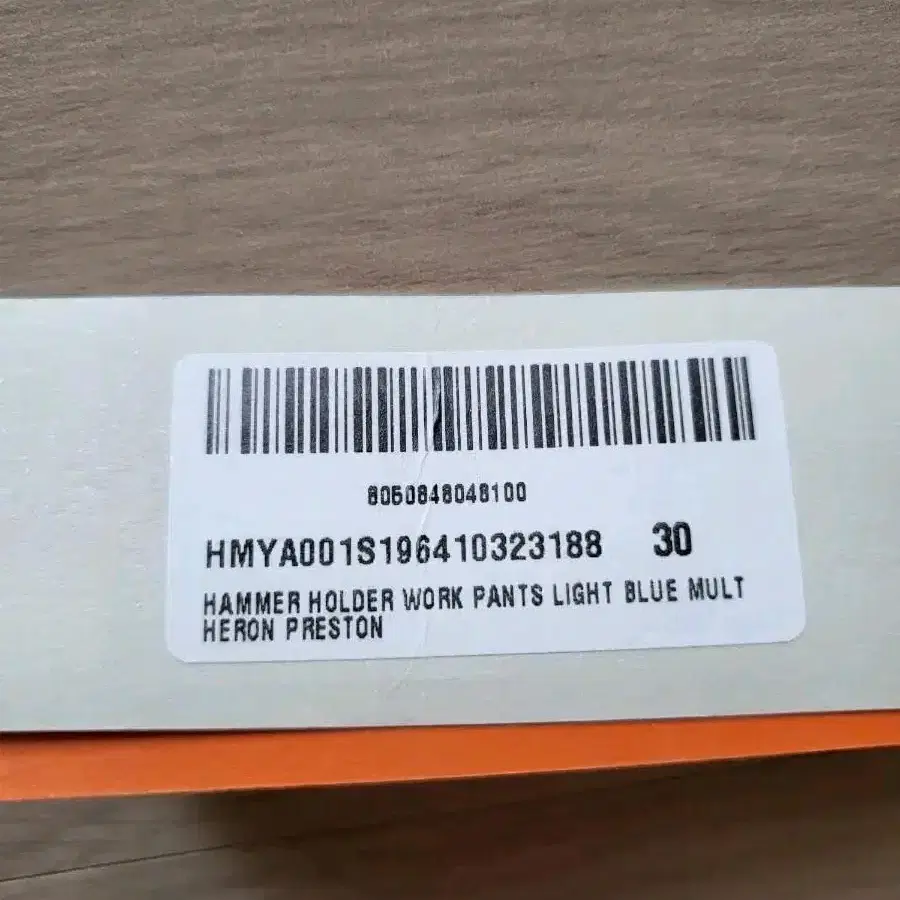 8050848048100
HMYA001S196410323188 30
HAMMER HOLDER WORK PANTS LIGHT BLUE MULT
HERON PRESTON